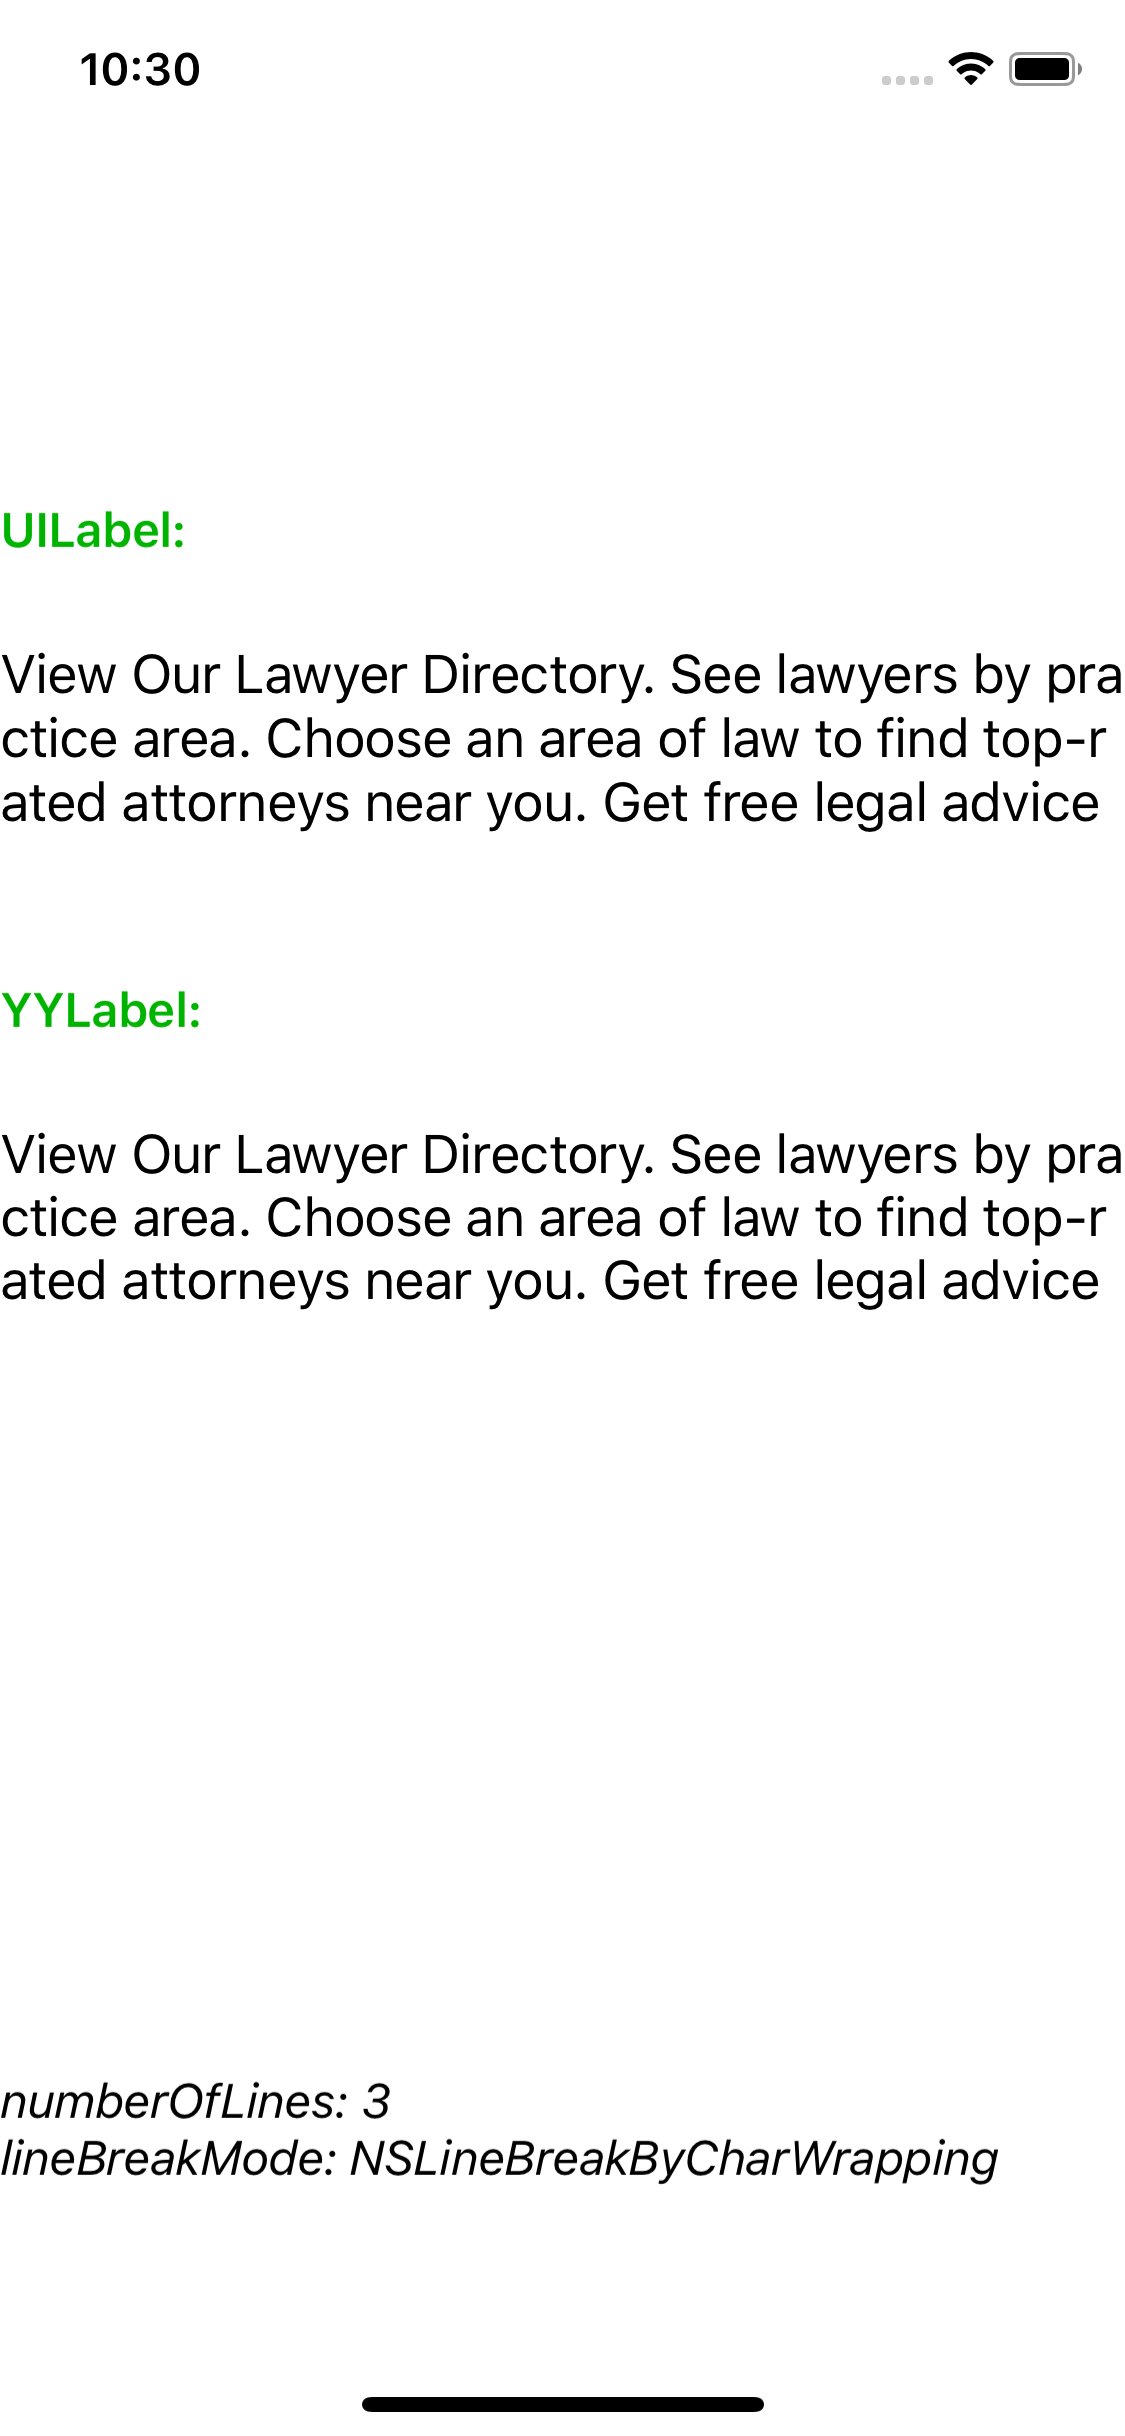 10:30
UILabel:
View Our Lawyer Directory. See lawyers by pra
ctice area. Choose an area of law to find top-r
ated attorneys near you. Get free legal advice
YYLabel:
View Our Lawyer Directory. See lawyers by pra
ctice area. Choose an area of law to find top-r
ated attorneys near you. Get free legal advice
numberOfLines: 3
lineBreakMode: NSLineBreakByCharWrapping